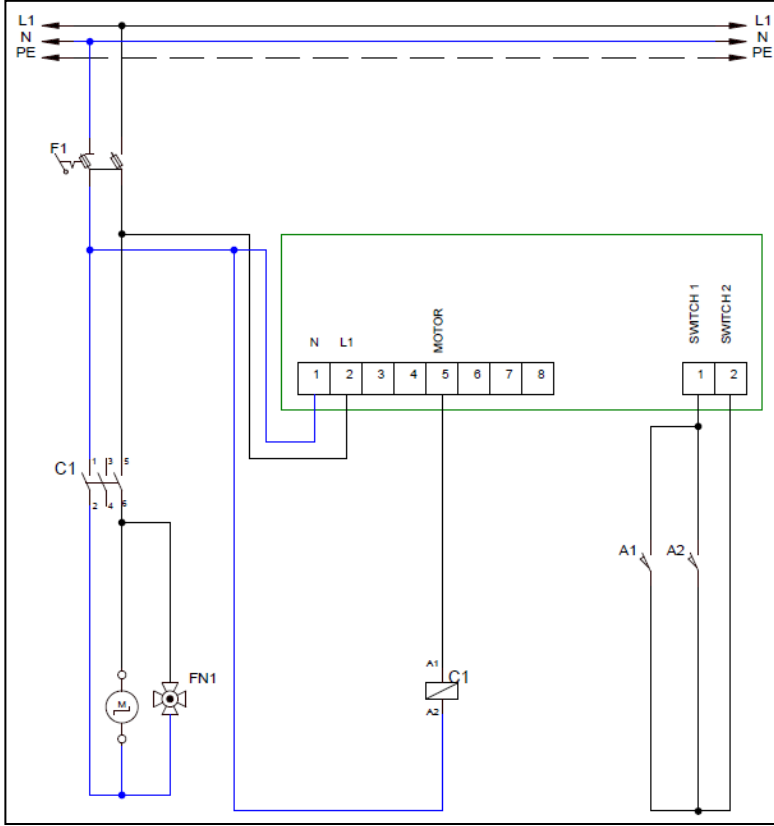 L1 L1
N N
PE PE
F1
SWITCH 1 SWITCH 2
MOTOR
N L1
1 2 3 4 5 6 7 8 1 2
C1 1 3 5
2 4 6
A1 A2
A1
C1
FN1
M
A2